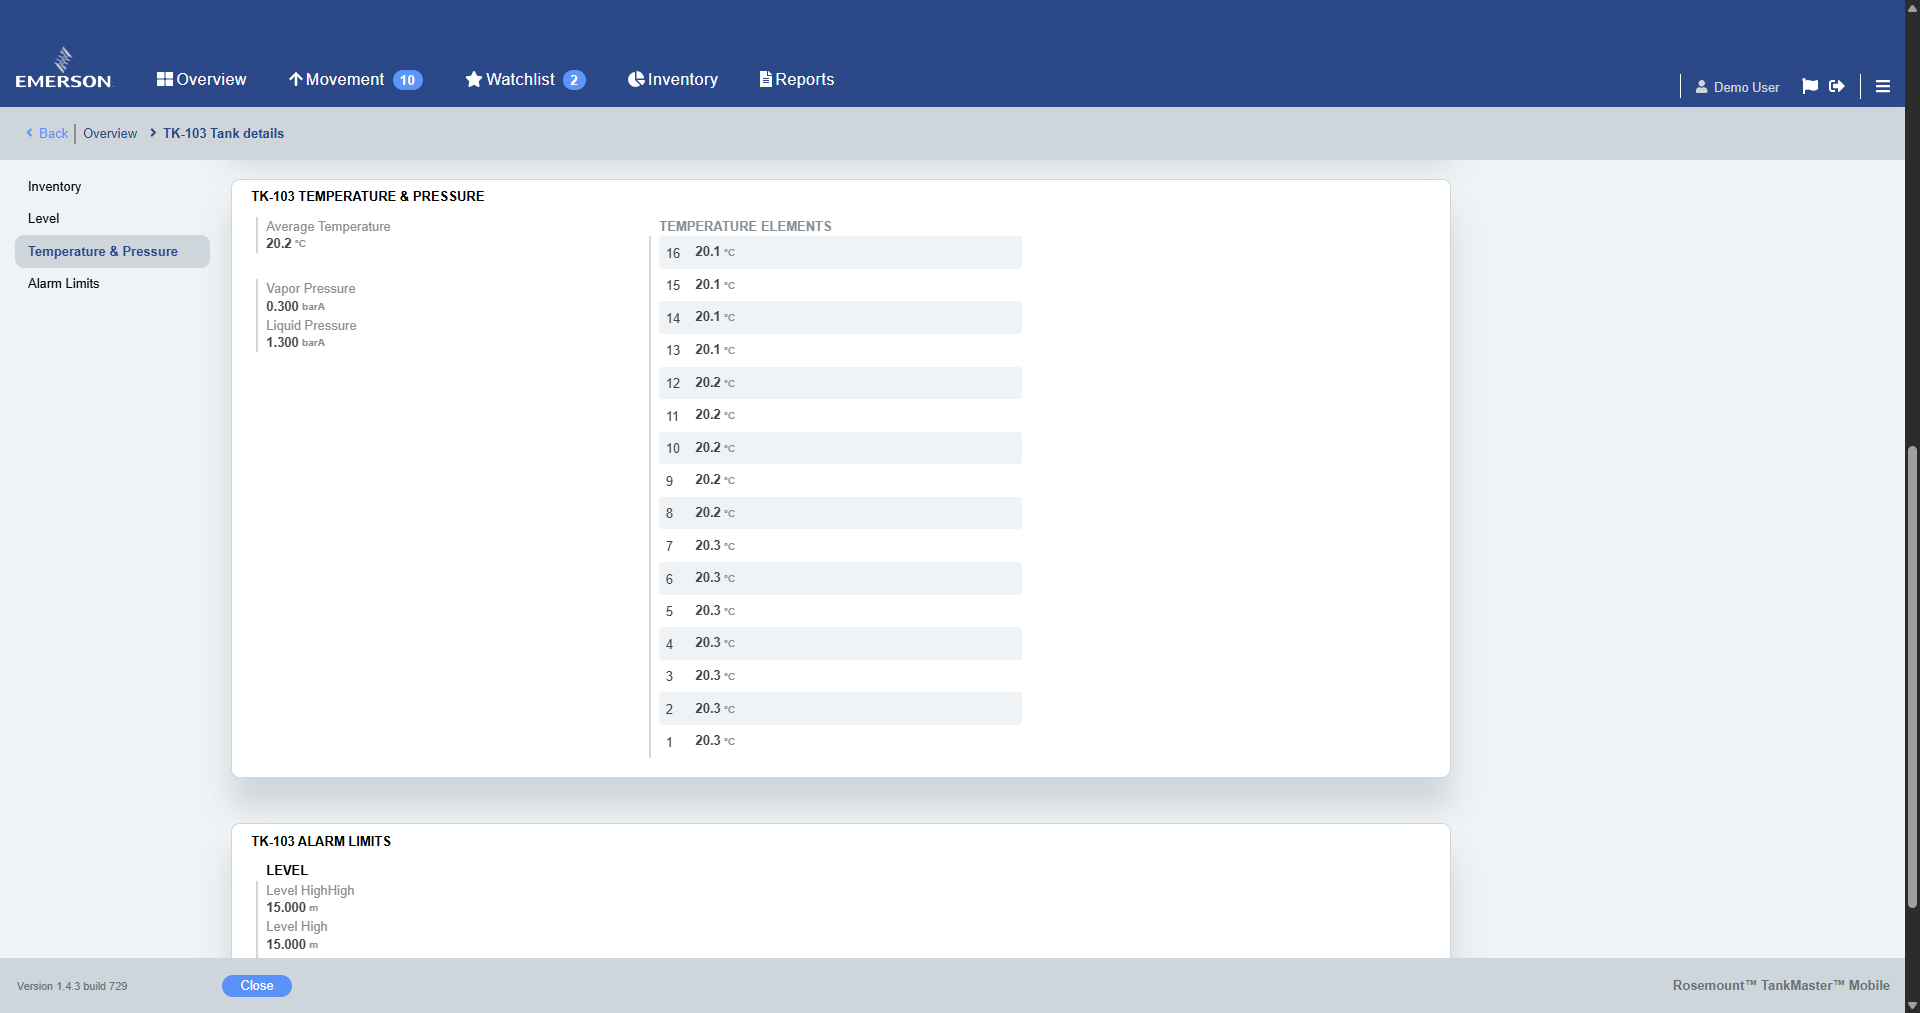 EMERSON
Overview
Movement 10
Watchlist 2
Inventory
Reports
Demo User
Back
Overview
TK-103 Tank details
Inventory
Level
Temperature & Pressure
Alarm Limits
TK-103 TEMPERATURE & PRESSURE
Average Temperature
20.2 °C
Vapor Pressure
0.300 barA
Liquid Pressure
1.300 barA
TEMPERATURE ELEMENTS
16 20.1 °C
15 20.1 °C
14 20.1 °C
13 20.1 °C
12 20.2 °C
11 20.2 °C
10 20.2 °C
9 20.2 °C
8 20.2 °C
7 20.3 °C
6 20.3 °C
5 20.3 °C
4 20.3 °C
3 20.3 °C
2 20.3 °C
1 20.3 °C
TK-103 ALARM LIMITS
LEVEL
Level HighHigh
15.000 m
Level High
15.000 m
Version 1.4.3 build 729
Close
Rosemount™ TankMaster™ Mobile